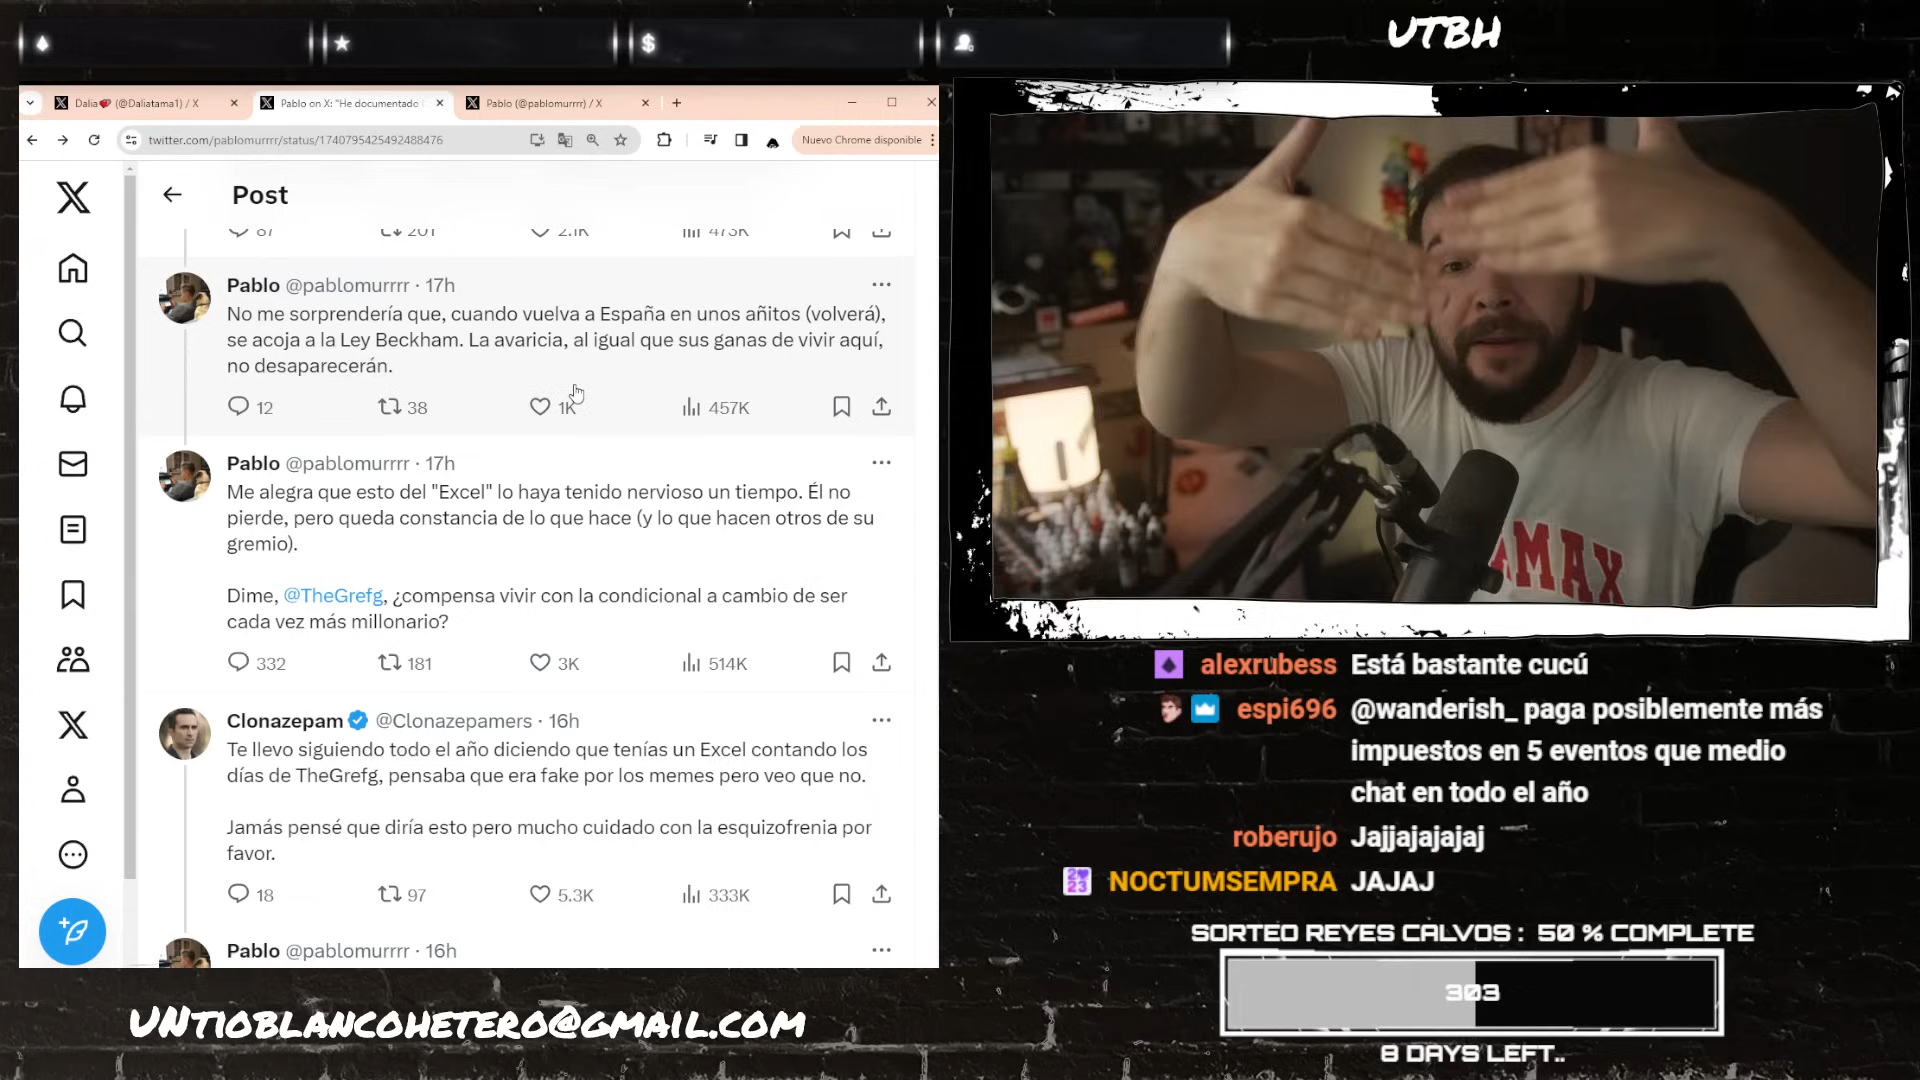 UTBH
Dalia (@Daliatama1) / X
Pablo on X: "He documentado
Pablo (@pablomurrrr) / X
twitter.com/pablomurrrr/status/1740795425492488476
Nuevo Chrome disponible
Post
87 201 2.1K 473K
Pablo @pablomurrrr · 17h
No me sorprendería que, cuando vuelva a España en unos añitos (volverá),
se acoja a la Ley Beckham. La avaricia, al igual que sus ganas de vivir aquí,
no desaparecerán.
12 38 1K 457K
Pablo @pablomurrrr · 17h
Me alegra que esto del "Excel" lo haya tenido nervioso un tiempo. Él no
pierde, pero queda constancia de lo que hace (y lo que hacen otros de su
gremio).
Dime, @TheGrefg, ¿compensa vivir con la condicional a cambio de ser
cada vez más millonario?
332 181 3K 514K
Clonazepam @Clonazepamers · 16h
Te llevo siguiendo todo el año diciendo que tenías un Excel contando los
días de TheGrefg, pensaba que era fake por los memes pero veo que no.
Jamás pensé que diría esto pero mucho cuidado con la esquizofrenia por
favor.
18 97 5.3K 333K
Pablo @pablomurrrr · 16h
AMAX
alexrubess Está bastante cucú
espi696 @wanderish_ paga posiblemente más
impuestos en 5 eventos que medio
chat en todo el año
roberujo Jajjajajajaj
2023 NOCTUMSEMPRA JAJAJ
SORTEO REYES CALVOS : 50 % COMPLETE
303
8 DAYS LEFT..
UNTIOBLANCOHETERO@GMAIL.COM